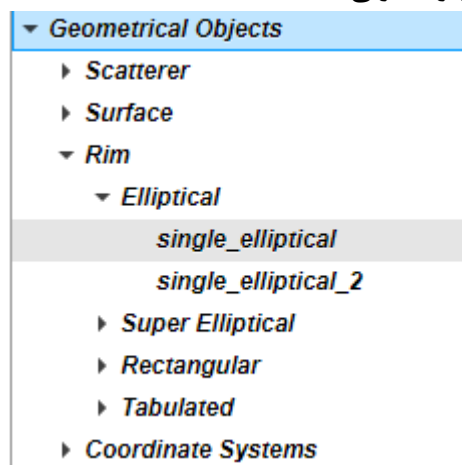 Geometrical Objects
Scatterer
Surface
Rim
Elliptical
single_elliptical
single_elliptical_2
Super Elliptical
Rectangular
Tabulated
Coordinate Systems